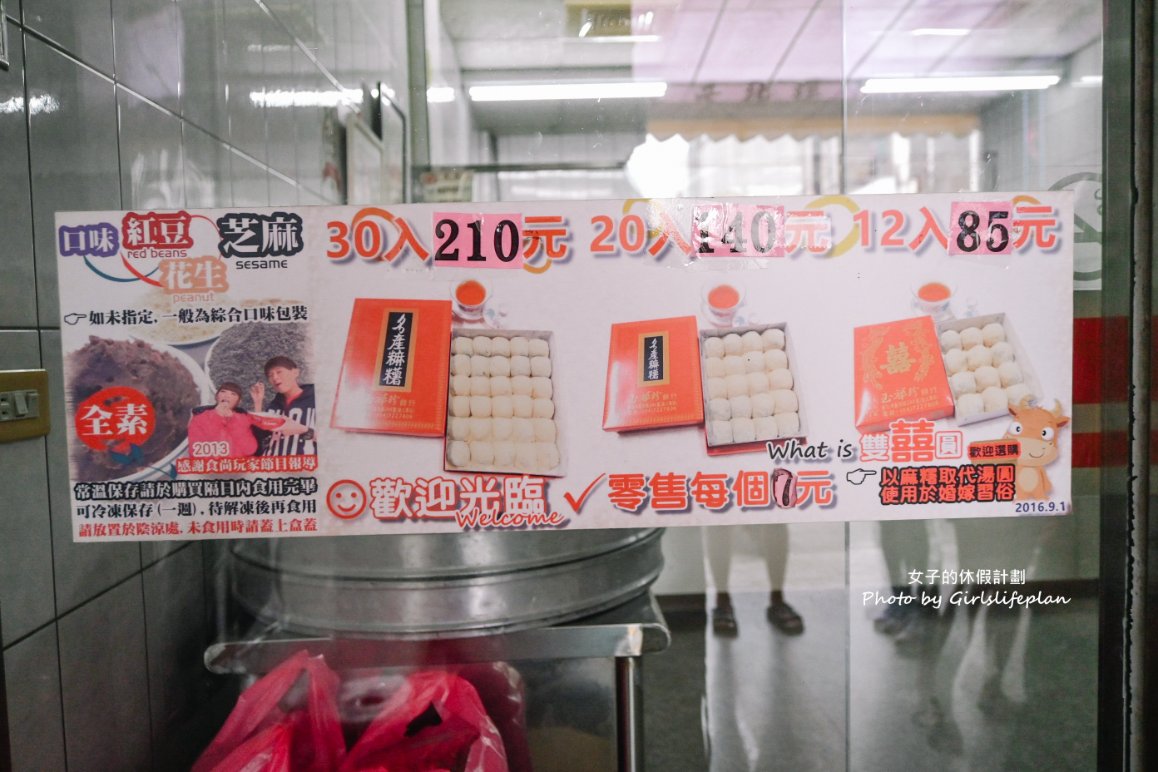 口味 紅豆 芝麻
red beans
花生 sesame
peanut
☞如未指定, 一般為綜合口味包裝
全素
2013
感謝食尚玩家節目報導
常溫保存請於購買隔日內食用完畢
可冷凍保存(一週), 待解凍後再食用
請放置於陰涼處, 未食用時請蓋上盒蓋
30入210元
20入140元
12入85元
名產麻糬
名產麻糬
囍
歡迎光臨
Welcome
✓零售每個7元
What is 雙囍圓 歡迎選購
☞以麻糬取代湯圓
使用於婚嫁習俗
2016.9.1
女子的休假計劃
Photo by Girlslifeplan